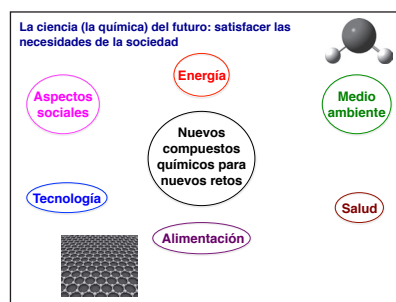 La ciencia (la química) del futuro: satisfacer las
necesidades de la sociedad
Energía
Aspectos
sociales
Medio
ambiente
Nuevos
compuestos
químicos para
nuevos retos
Tecnología
Salud
Alimentación